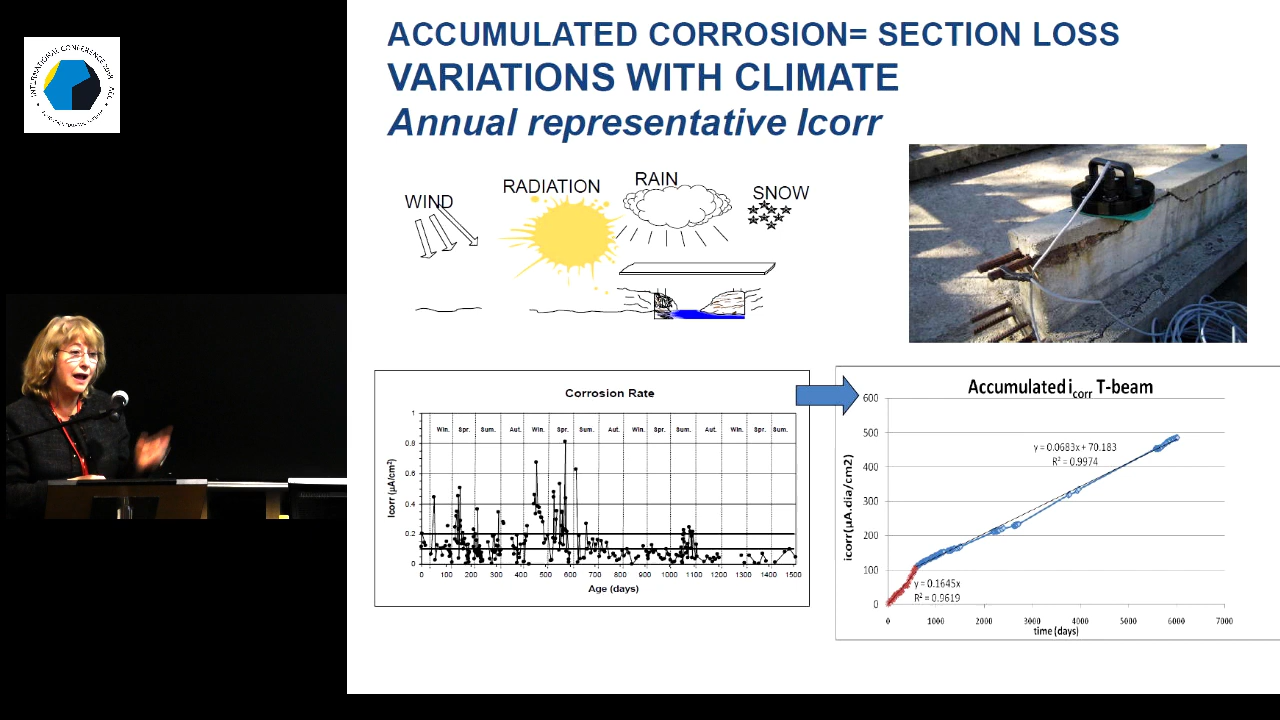 ACCUMULATED CORROSION= SECTION LOSS
VARIATIONS WITH CLIMATE
Annual representative Icorr
WIND
RADIATION
RAIN
SNOW
Corrosion Rate
1
0.8
0.6
0.4
0.2
0
Icorr (µA/cm²)
Win. Spr. Sum. Aut. Win. Spr. Sum. Aut. Win. Spr. Sum. Aut. Win. Spr. Sum.
0 100 200 300 400 500 600 700 800 900 1000 1100 1200 1300 1400 1500
Age (days)
Accumulated icorr T-beam
600
500
400
300
200
100
0
icorr(µA.dia/cm2)
y = 0.0683x + 70.183
R² = 0.9974
y = 0.1645x
R² = 0.9619
0 1000 2000 3000 4000 5000 6000 7000
time (days)
INTERNATIONAL CONFERENCE